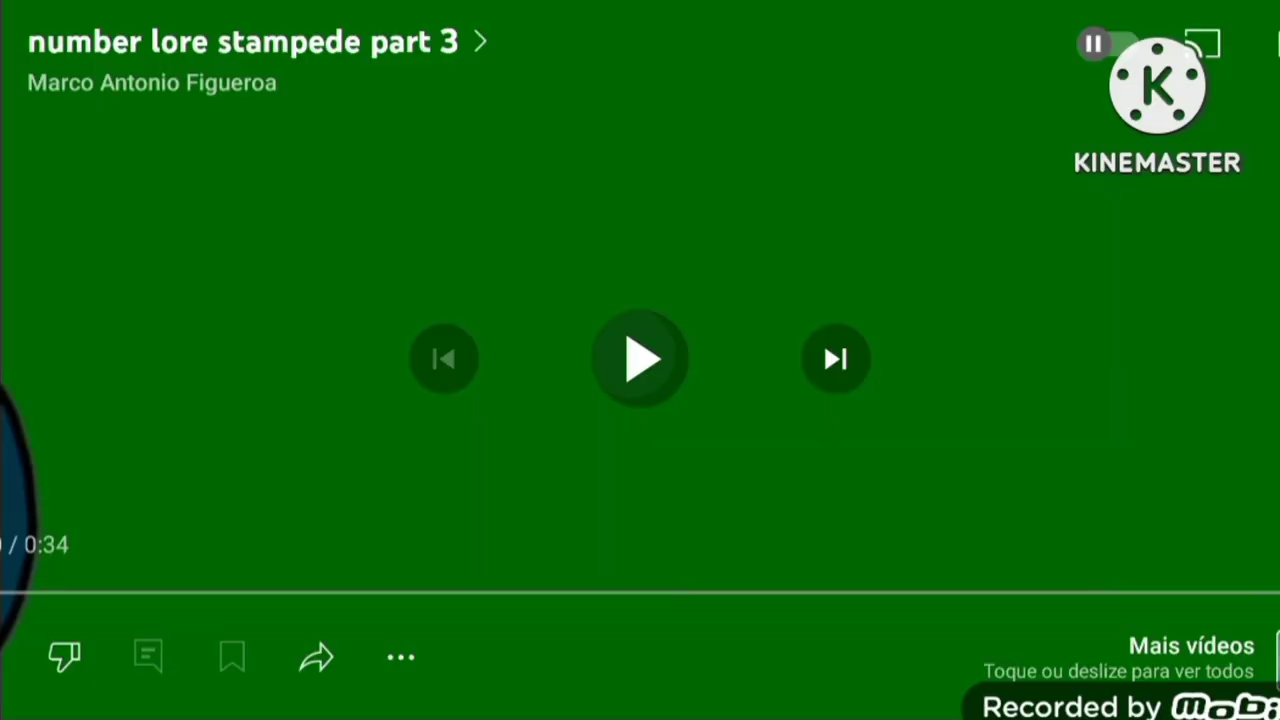 number lore stampede part 3
Marco Antonio Figueroa
K
KINEMASTER
/ 0:34
Mais vídeos
Toque ou deslize para ver todos
Recorded by